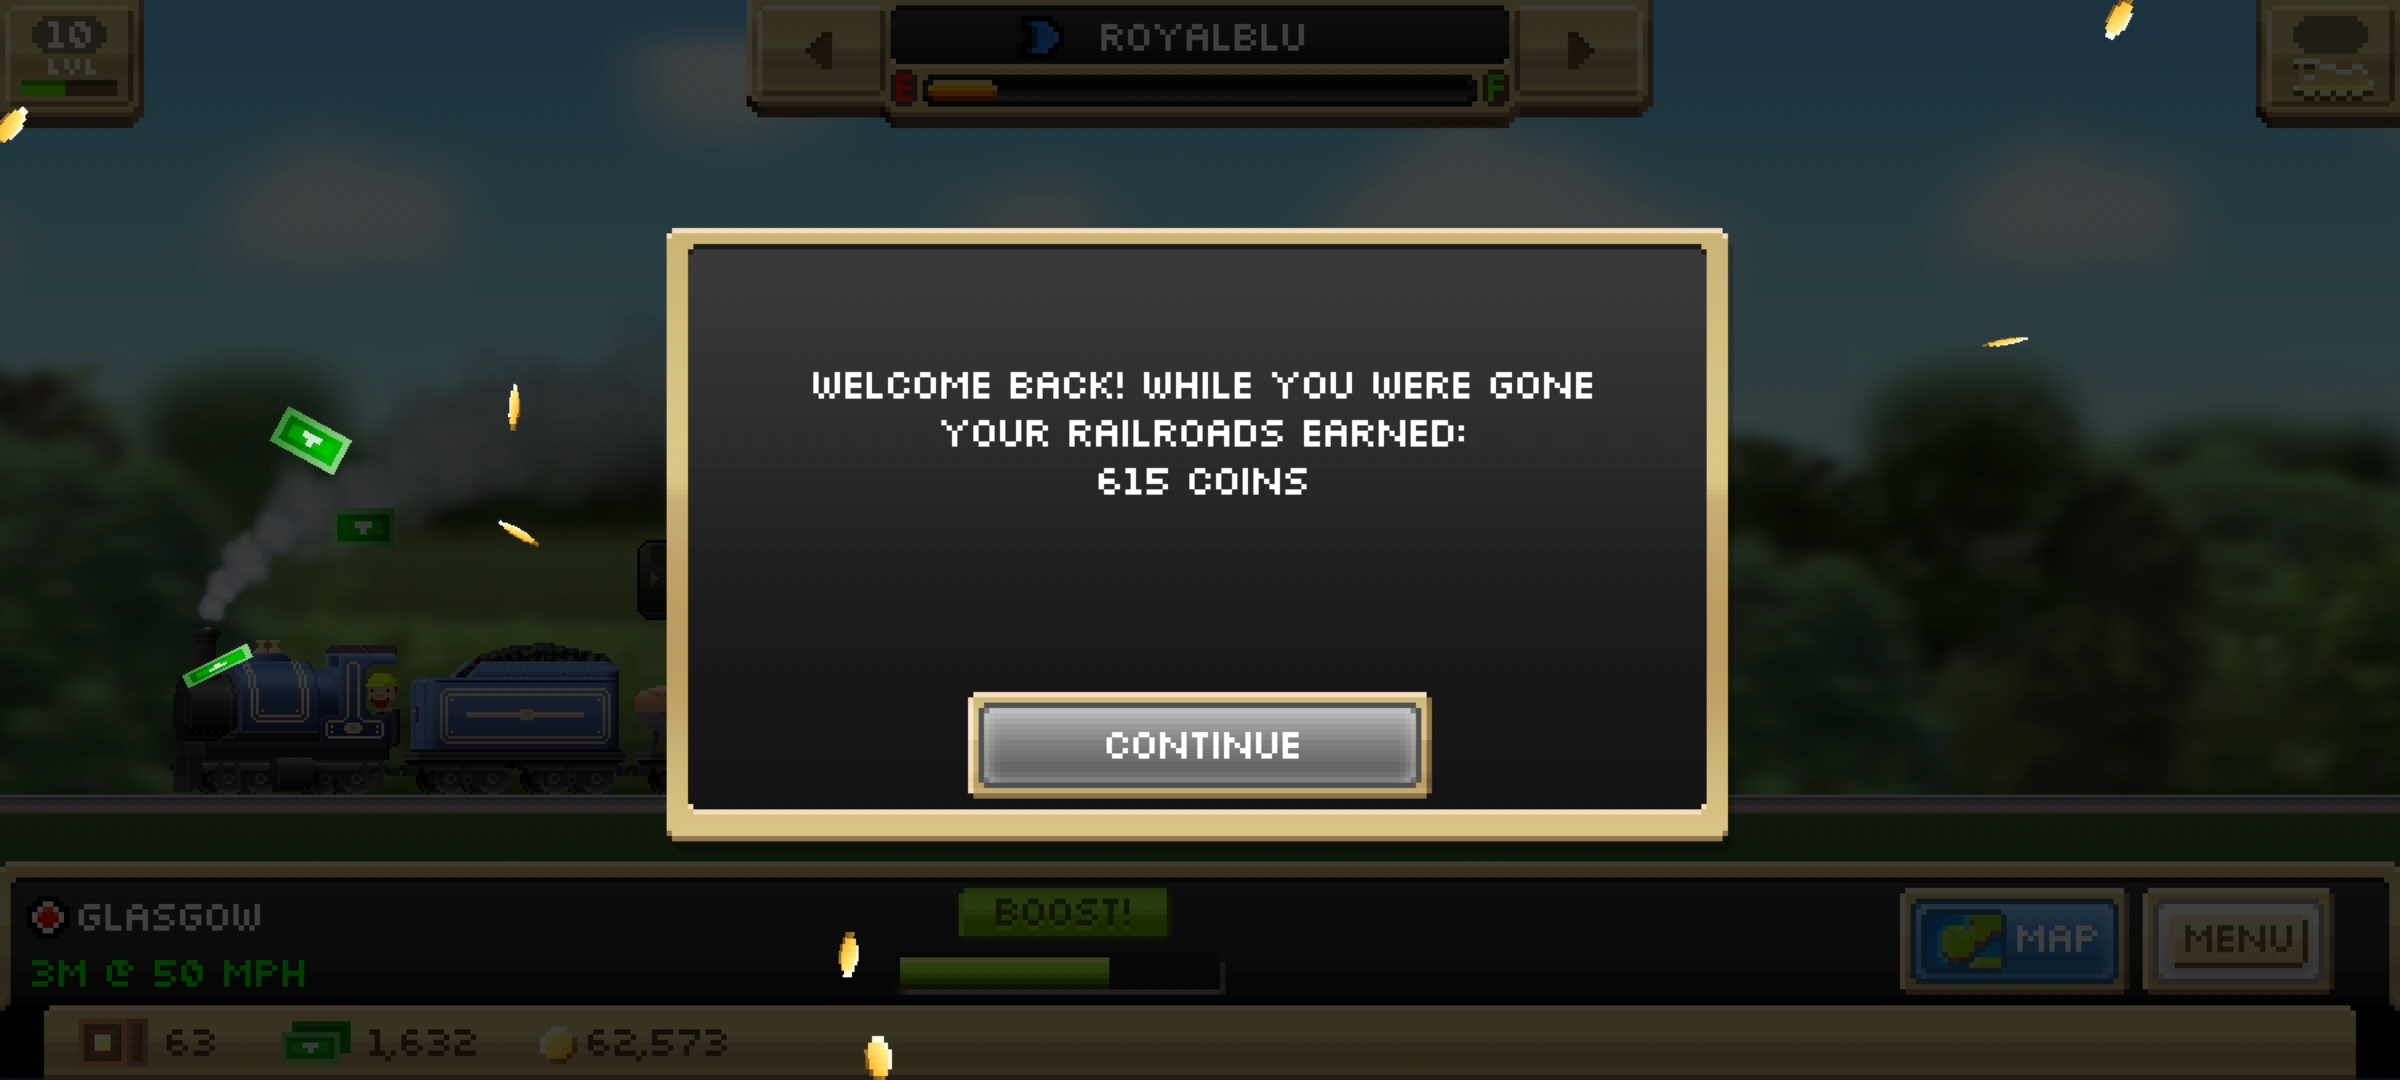 10
LVL
ROYALBLU
E
F
WELCOME BACK! WHILE YOU WERE GONE
YOUR RAILROADS EARNED:
615 COINS
CONTINUE
GLASGOW
3M @ 50 MPH
BOOST!
MAP
MENU
63
1,632
62,573